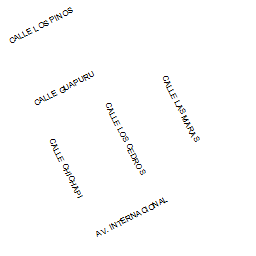 CALLE LOS PINOS
CALLE GUAPURU
CALLE LAS MARAS
CALLE LOS CEDROS
CALLE CHICHAPI
AV. INTERNACIONAL